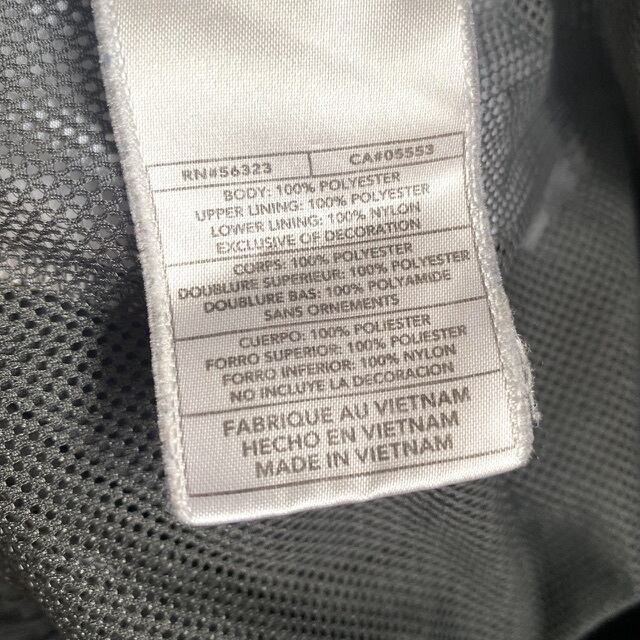 RN#56323
CA#05553
BODY: 100% POLYESTER
UPPER LINING: 100% POLYESTER
LOWER LINING: 100% NYLON
EXCLUSIVE OF DECORATION
CORPS: 100% POLYESTER
DOUBLURE SUPERIEUR: 100% POLYESTER
DOUBLURE BAS: 100% POLYAMIDE
SANS ORNEMENTS
CUERPO: 100% POLIESTER
FORRO SUPERIOR: 100% POLIESTER
FORRO INFERIOR: 100% NYLON
NO INCLUYE LA DECORACION
FABRIQUE AU VIETNAM
HECHO EN VIETNAM
MADE IN VIETNAM